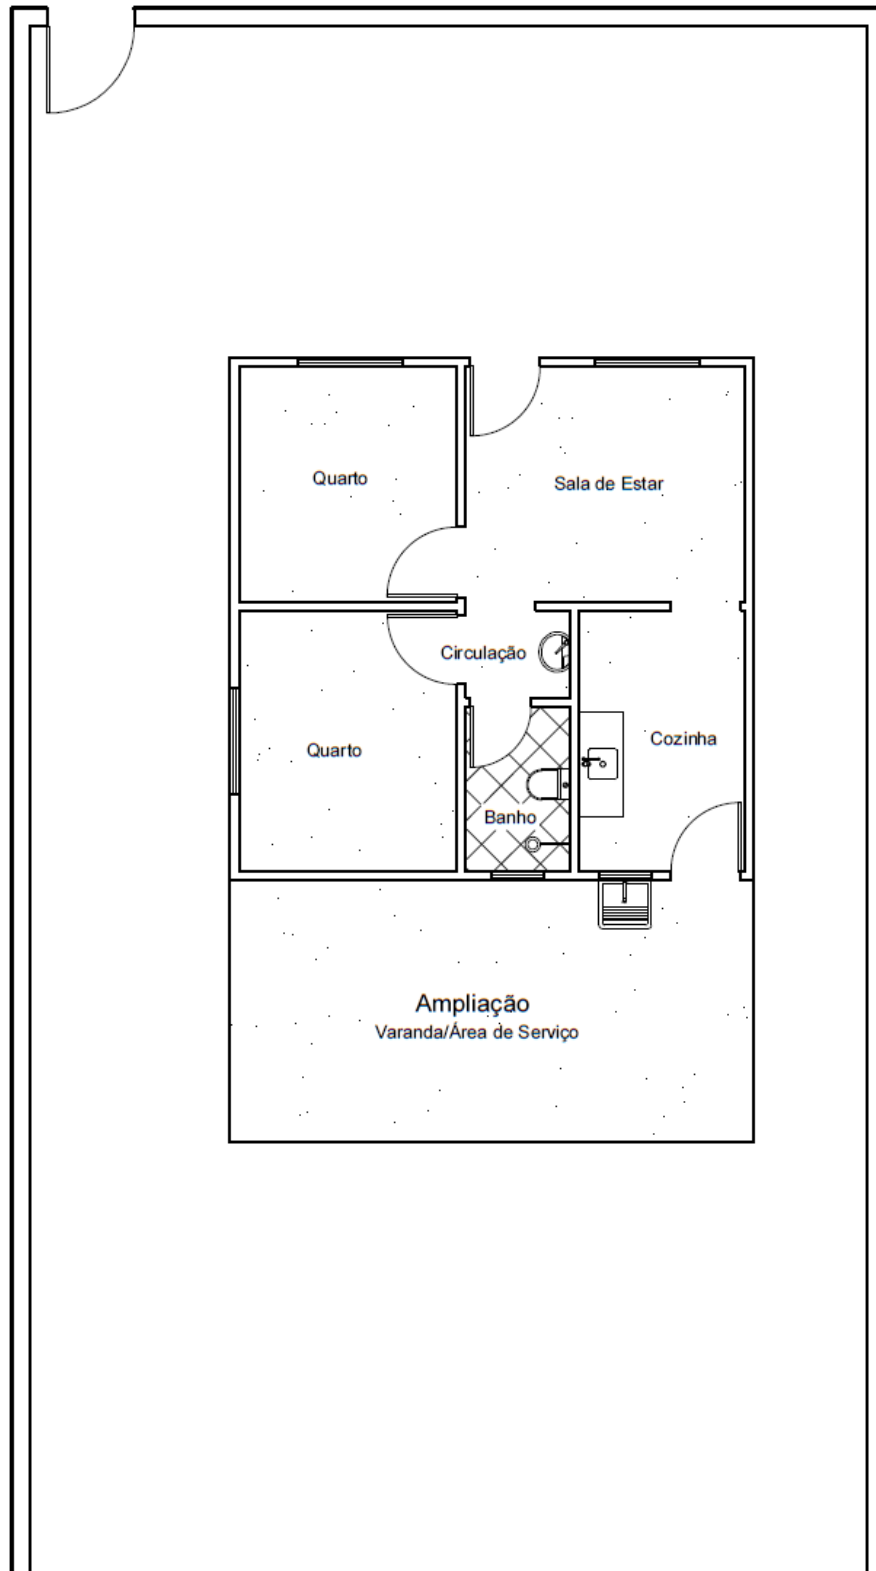 Quarto
Sala de Estar
Circulação
Quarto
Cozinha
Banho
Ampliação
Varanda/Área de Serviço